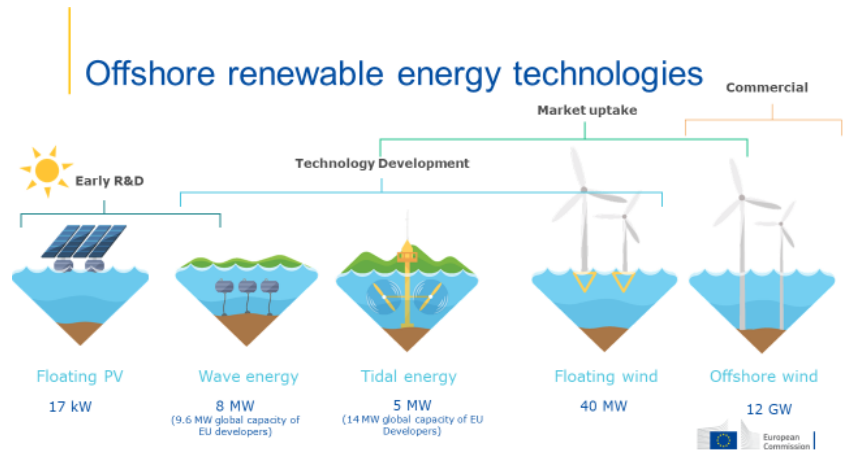 Offshore renewable energy technologies
Commercial
Market uptake
Technology Development
Early R&D
Floating PV
17 kW
Wave energy
8 MW
(9.6 MW global capacity of
EU developers)
Tidal energy
5 MW
(14 MW global capacity of EU
Developers)
Floating wind
40 MW
Offshore wind
12 GW
European
Commission